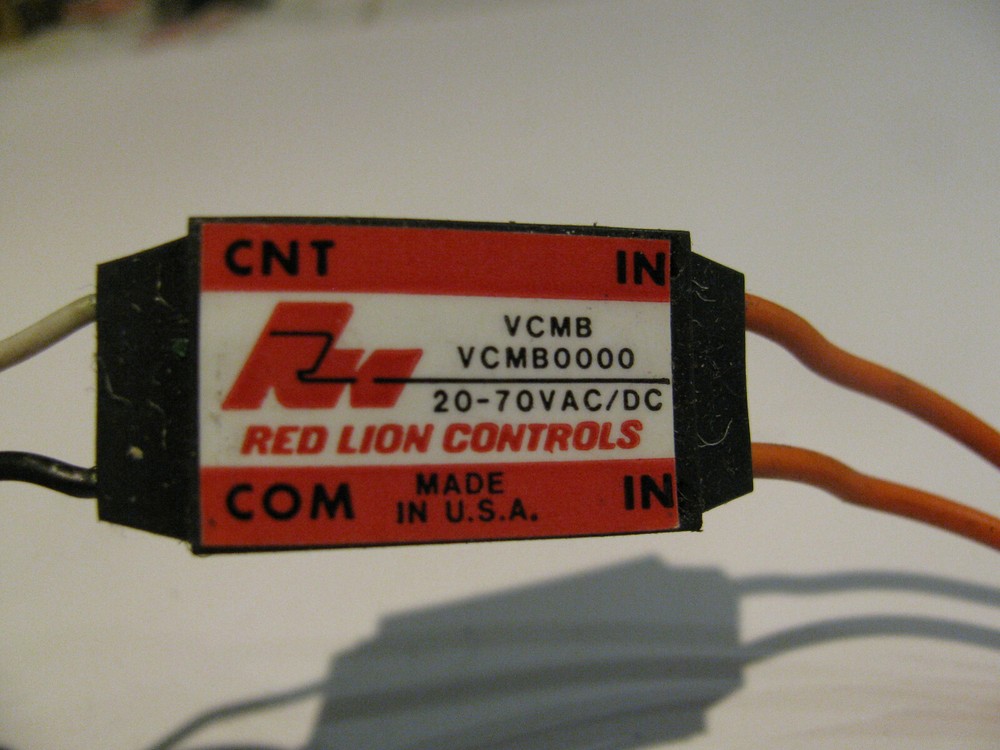 CNT IN
VCMB
VCMB0000
20-70VAC/DC
RED LION CONTROLS
COM MADE IN
IN U.S.A.